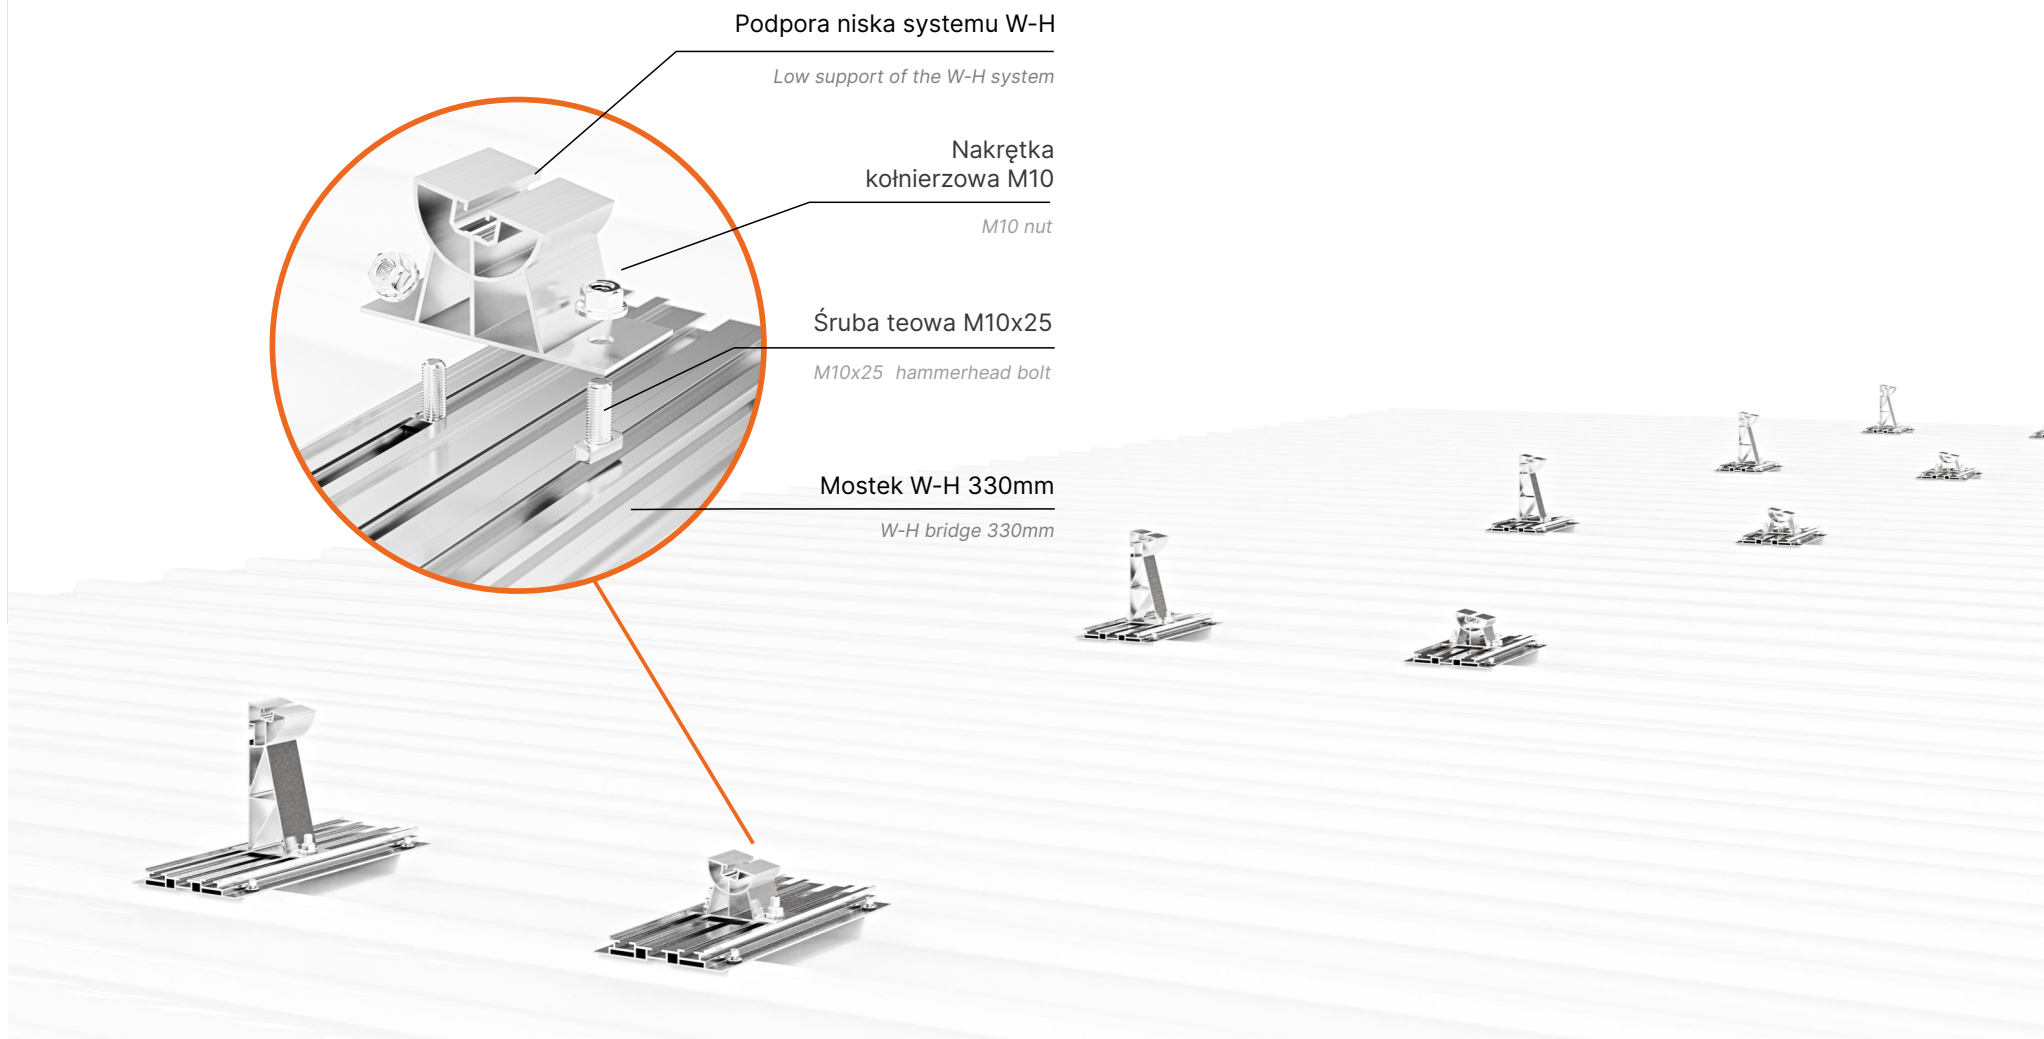 Podpora niska systemu W-H
Low support of the W-H system
Nakrętka
kołnierzowa M10
M10 nut
Śruba teowa M10x25
M10x25 hammerhead bolt
Mostek W-H 330mm
W-H bridge 330mm